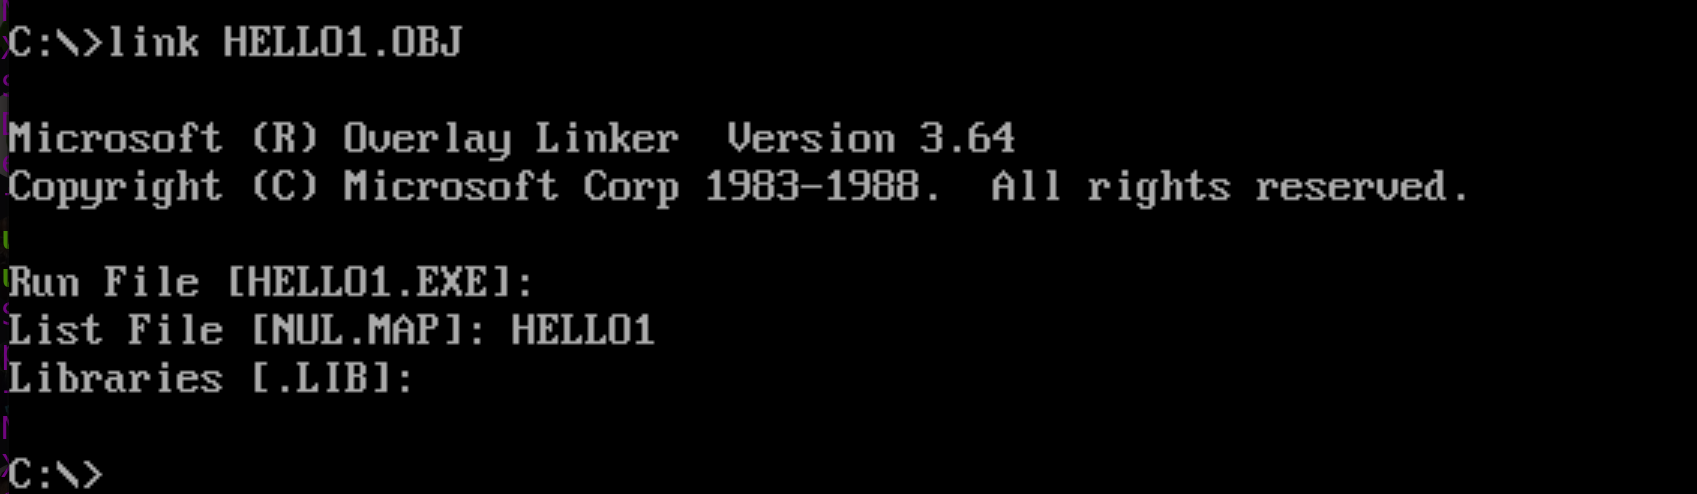 C:\>link HELLO1.OBJ
Microsoft (R) Overlay Linker  Version 3.64
Copyright (C) Microsoft Corp 1983-1988.  All rights reserved.
Run File [HELLO1.EXE]:
List File [NUL.MAP]: HELLO1
Libraries [.LIB]:
C:\>